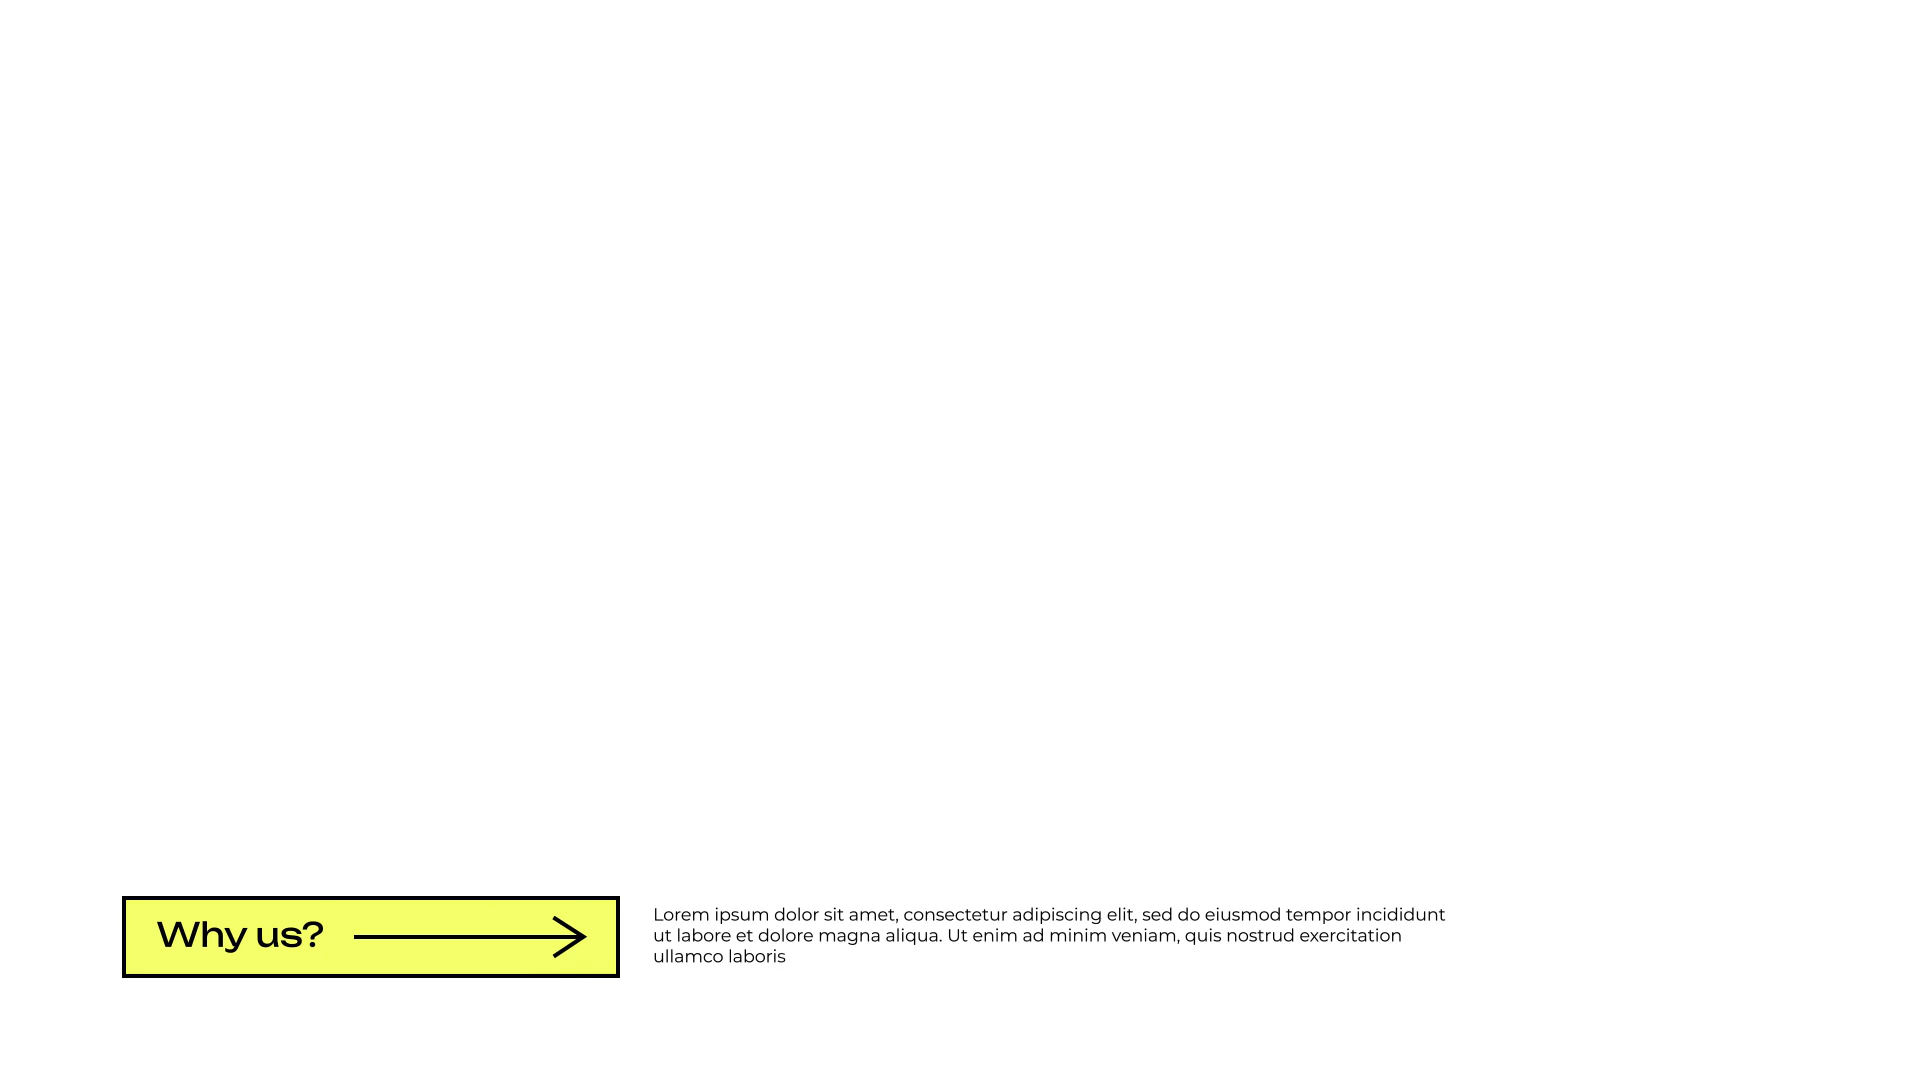 Why us?
Lorem ipsum dolor sit amet, consectetur adipiscing elit, sed do eiusmod tempor incididunt
ut labore et dolore magna aliqua. Ut enim ad minim veniam, quis nostrud exercitation
ullamco laboris